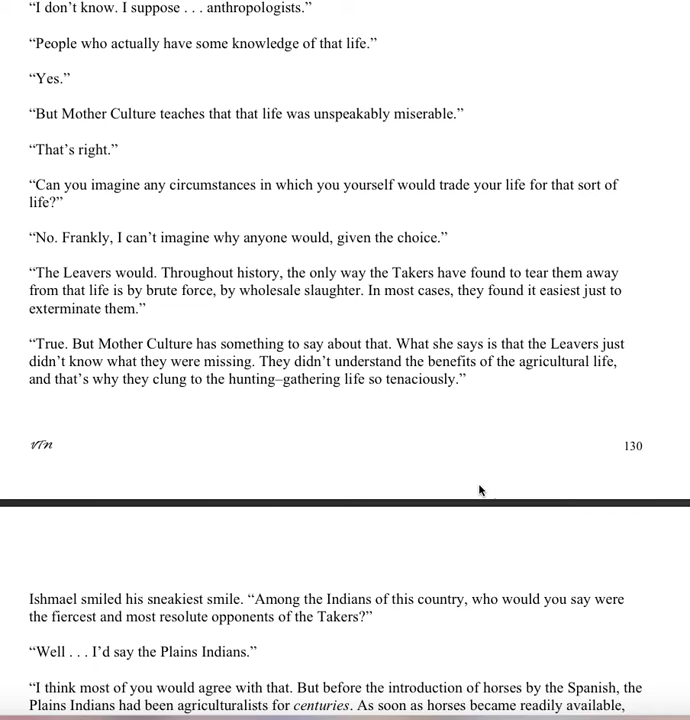 “I don’t know. I suppose . . . anthropologists.”
“People who actually have some knowledge of that life.”
“Yes.”
“But Mother Culture teaches that that life was unspeakably miserable.”
“That’s right.”
“Can you imagine any circumstances in which you yourself would trade your life for that sort of
life?”
“No. Frankly, I can’t imagine why anyone would, given the choice.”
“The Leavers would. Throughout history, the only way the Takers have found to tear them away
from that life is by brute force, by wholesale slaughter. In most cases, they found it easiest just to
exterminate them.”
“True. But Mother Culture has something to say about that. What she says is that the Leavers just
didn’t know what they were missing. They didn’t understand the benefits of the agricultural life,
and that’s why they clung to the hunting–gathering life so tenaciously.”
130
Ishmael smiled his sneakiest smile. “Among the Indians of this country, who would you say were
the fiercest and most resolute opponents of the Takers?”
“Well . . . I’d say the Plains Indians.”
“I think most of you would agree with that. But before the introduction of horses by the Spanish, the
Plains Indians had been agriculturalists for centuries. As soon as horses became readily available,